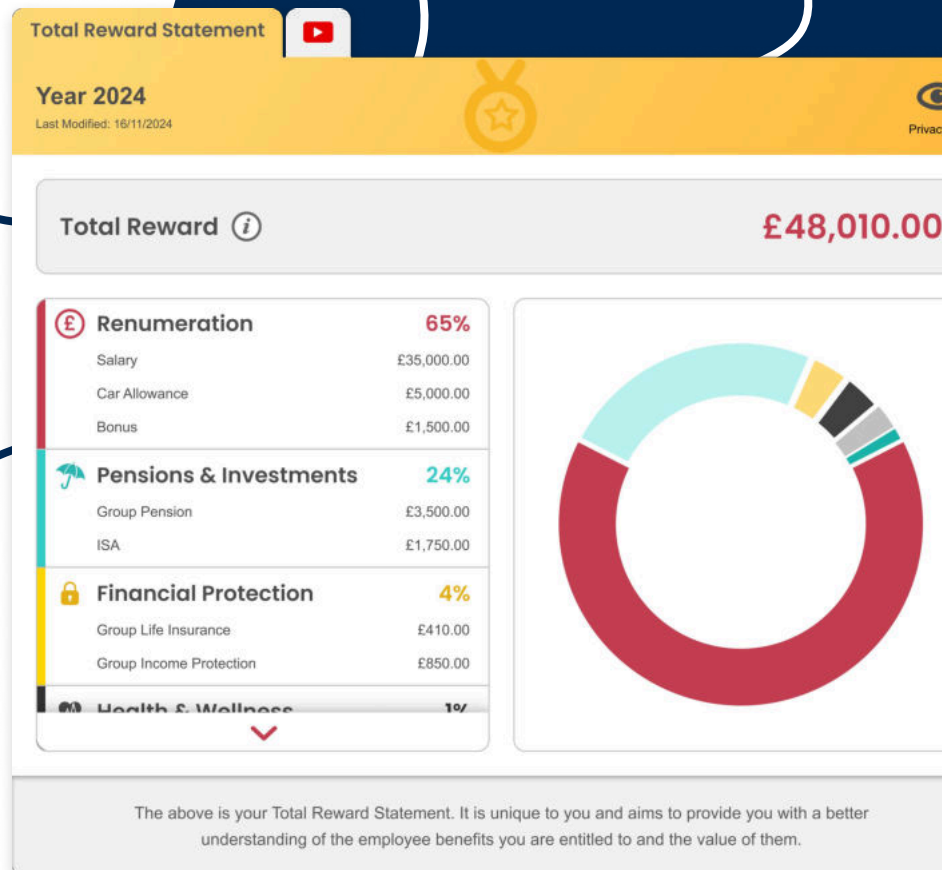 Total Reward Statement
Year 2024
Last Modified: 16/11/2024
Total Reward
£48,010.00
Renumeration 65%
Salary £35,000.00
Car Allowance £5,000.00
Bonus £1,500.00
Pensions & Investments 24%
Group Pension £3,500.00
ISA £1,750.00
Financial Protection 4%
Group Life Insurance £410.00
Group Income Protection £850.00
Health & Wellness 1%
The above is your Total Reward Statement. It is unique to you and aims to provide you with a better
understanding of the employee benefits you are entitled to and the value of them.